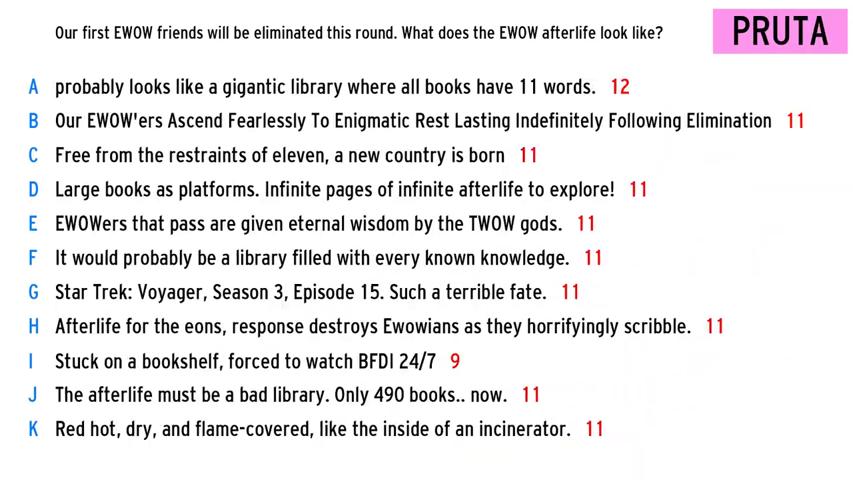 Our first EWOW friends will be eliminated this round. What does the EWOW afterlife look like?
PRUTA
A probably looks like a gigantic library where all books have 11 words. 12
B Our EWOW'ers Ascend Fearlessly To Enigmatic Rest Lasting Indefinitely Following Elimination 11
C Free from the restraints of eleven, a new country is born 11
D Large books as platforms. Infinite pages of infinite afterlife to explore! 11
E EWOWers that pass are given eternal wisdom by the TWOW gods. 11
F It would probably be a library filled with every known knowledge. 11
G Star Trek: Voyager, Season 3, Episode 15. Such a terrible fate. 11
H Afterlife for the eons, response destroys Ewowians as they horrifyingly scribble. 11
I Stuck on a bookshelf, forced to watch BFDI 24/7 9
J The afterlife must be a bad library. Only 490 books.. now. 11
K Red hot, dry, and flame-covered, like the inside of an incinerator. 11